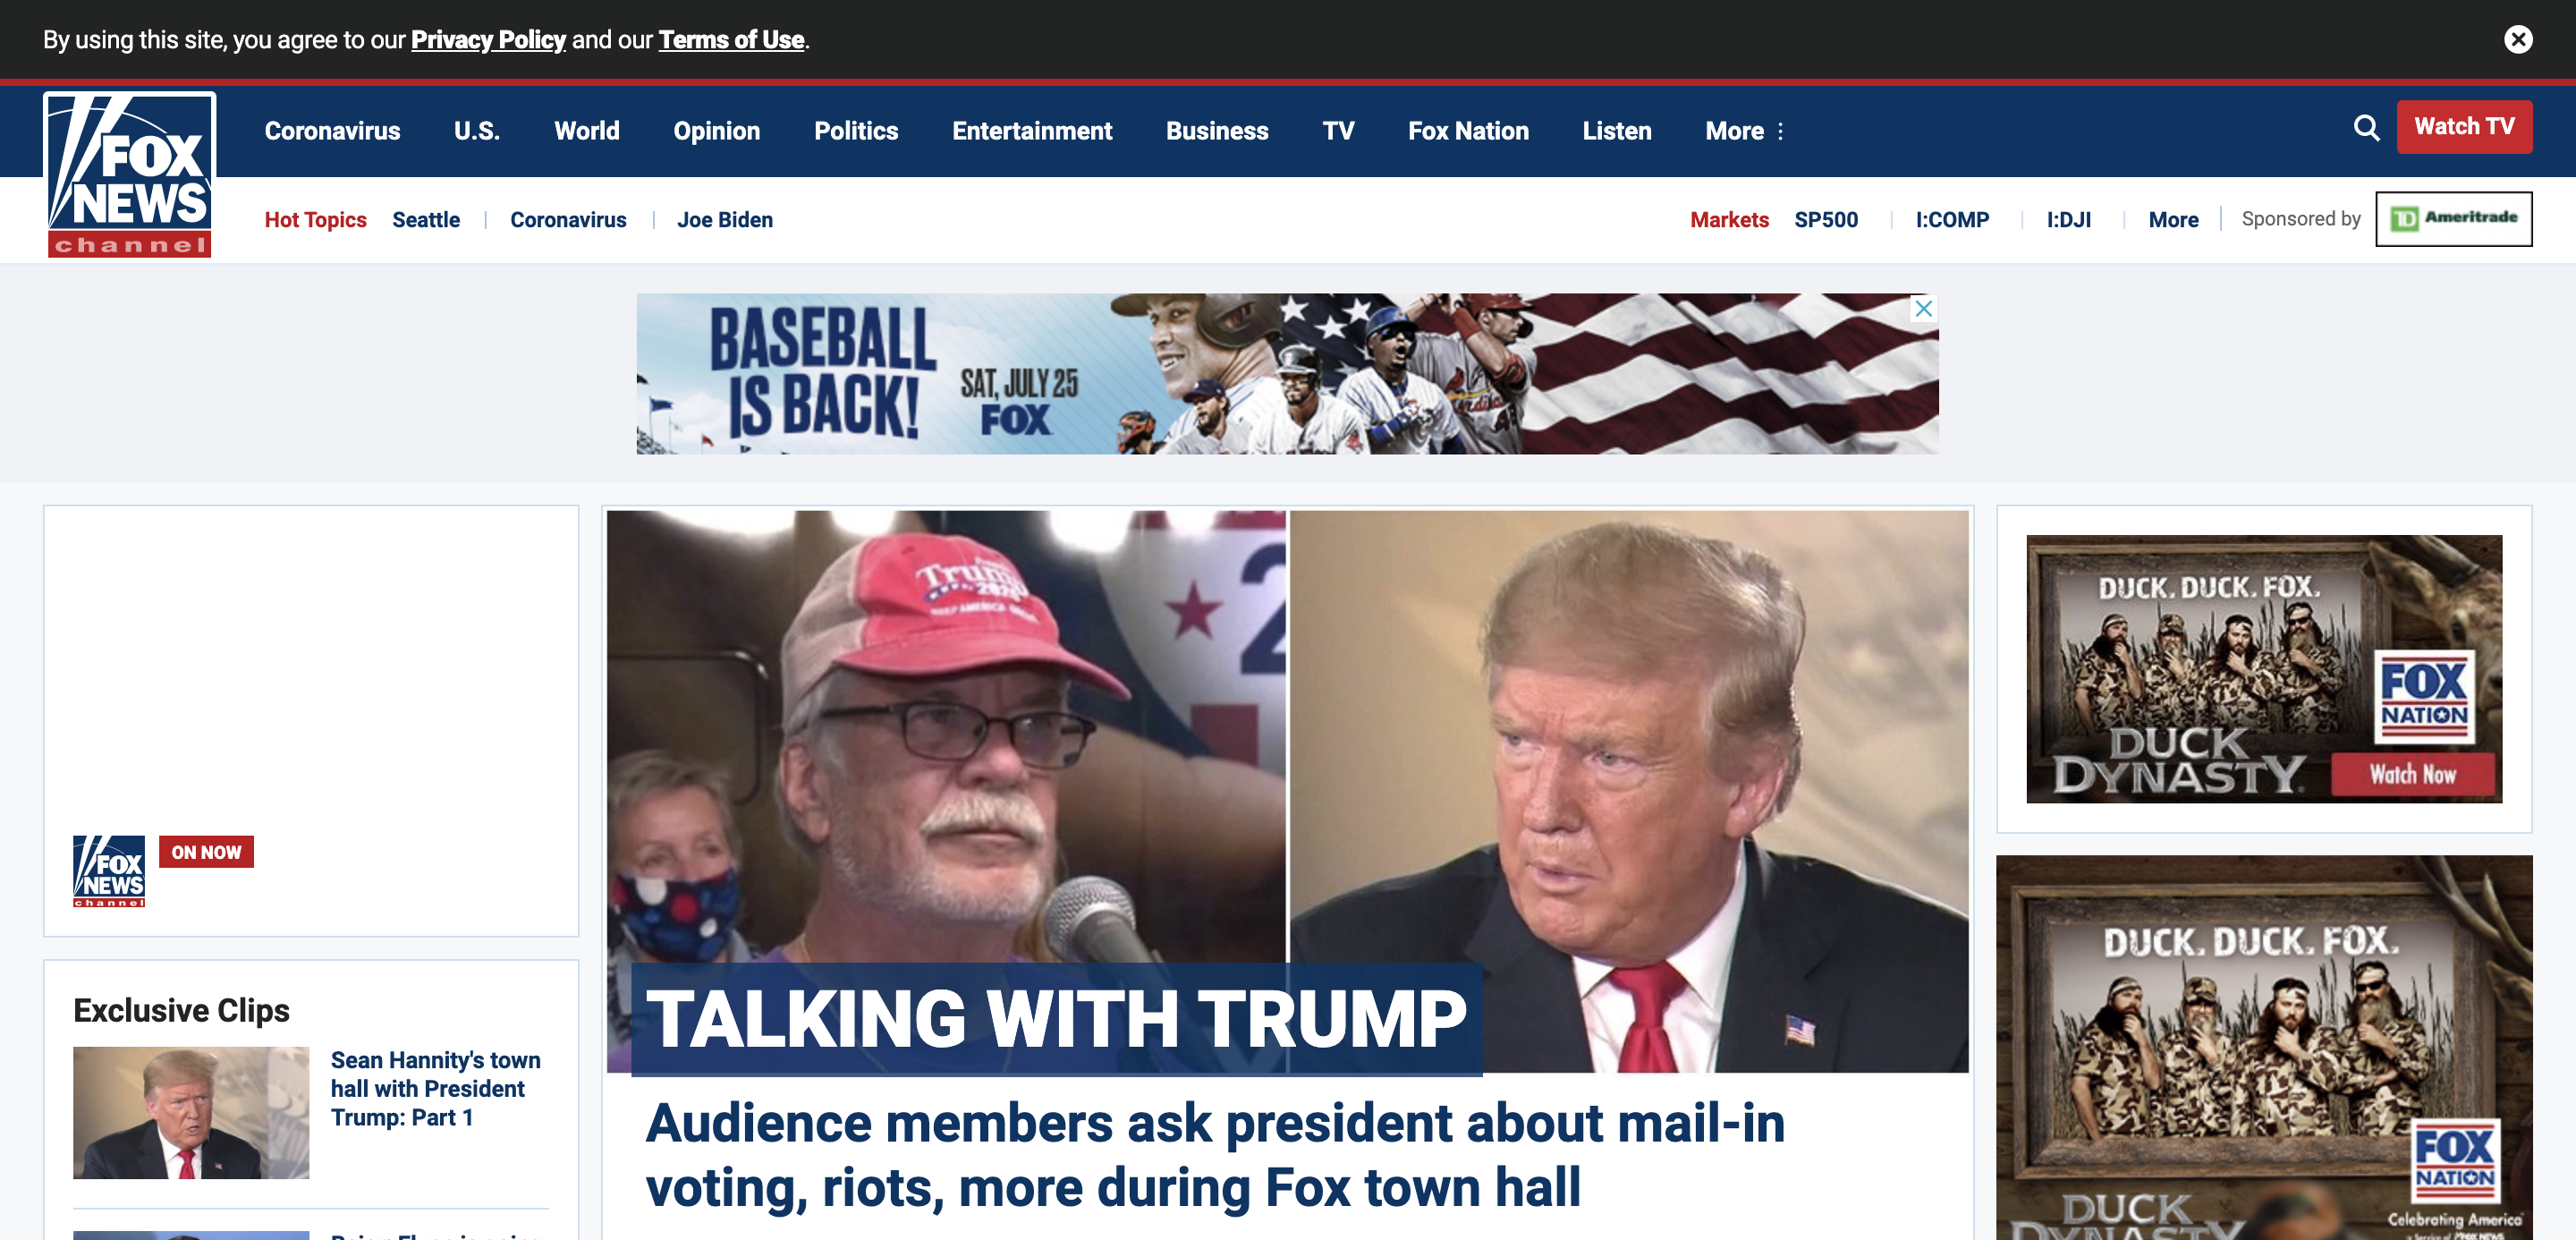 By using this site, you agree to our Privacy Policy and our Terms of Use.
FOX
NEWS
channel
Coronavirus U.S. World Opinion Politics Entertainment Business TV Fox Nation Listen More
Watch TV
Hot Topics Seattle Coronavirus Joe Biden
Markets SP500 I:COMP I:DJI More Sponsored by TD Ameritrade
BASEBALL
IS BACK!
SAT, JULY 25
FOX
Trump
2020
2
TALKING WITH TRUMP
Audience members ask president about mail-in
voting, riots, more during Fox town hall
FOX
NEWS
channel
ON NOW
Exclusive Clips
Sean Hannity's town
hall with President
Trump: Part 1
DUCK. DUCK. FOX.
FOX
NATION
DUCK
DYNASTY
Watch Now
DUCK. DUCK. FOX.
FOX
NATION
DUCK
DYNASTY
Celebrating America